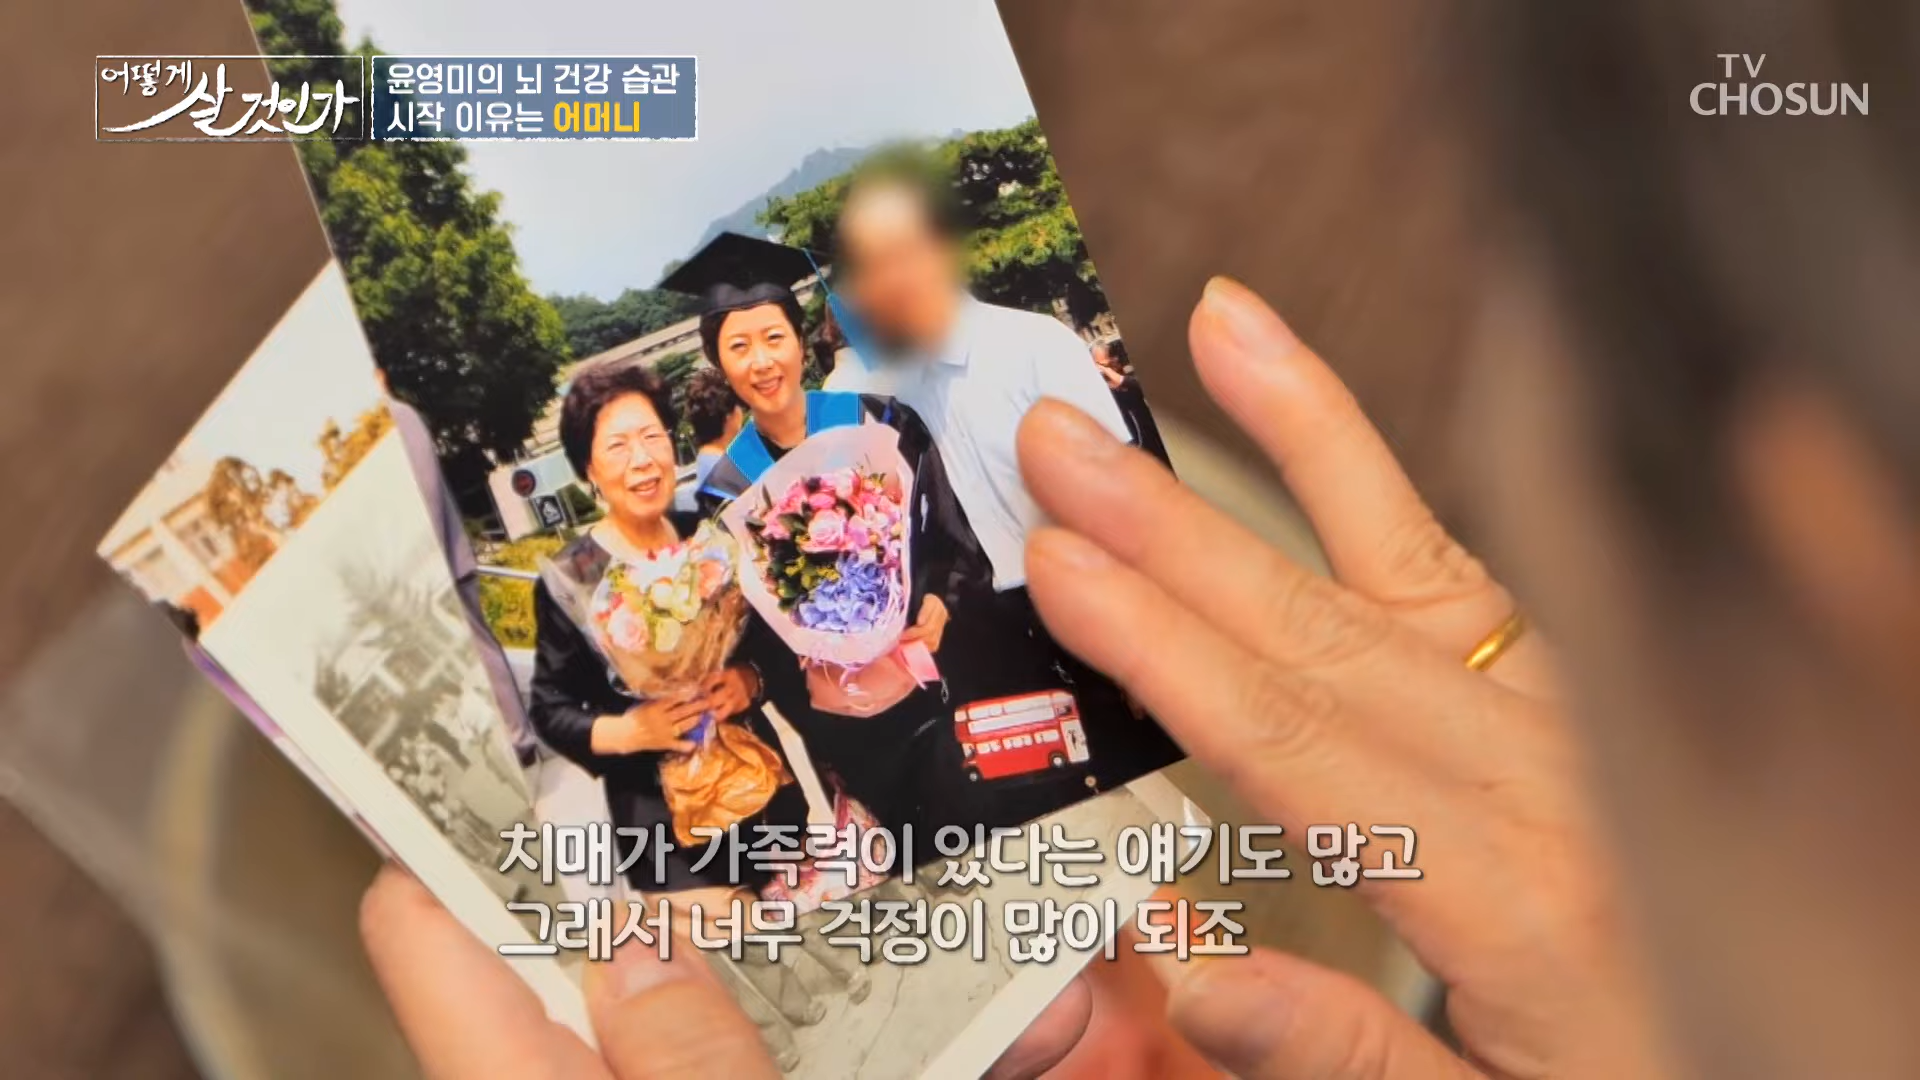 어떻게 살 것인가
윤영미의 뇌 건강 습관
시작 이유는 어머니
TV
CHOSUN
치매가 가족력이 있다는 얘기도 많고
그래서 너무 걱정이 많이 되죠